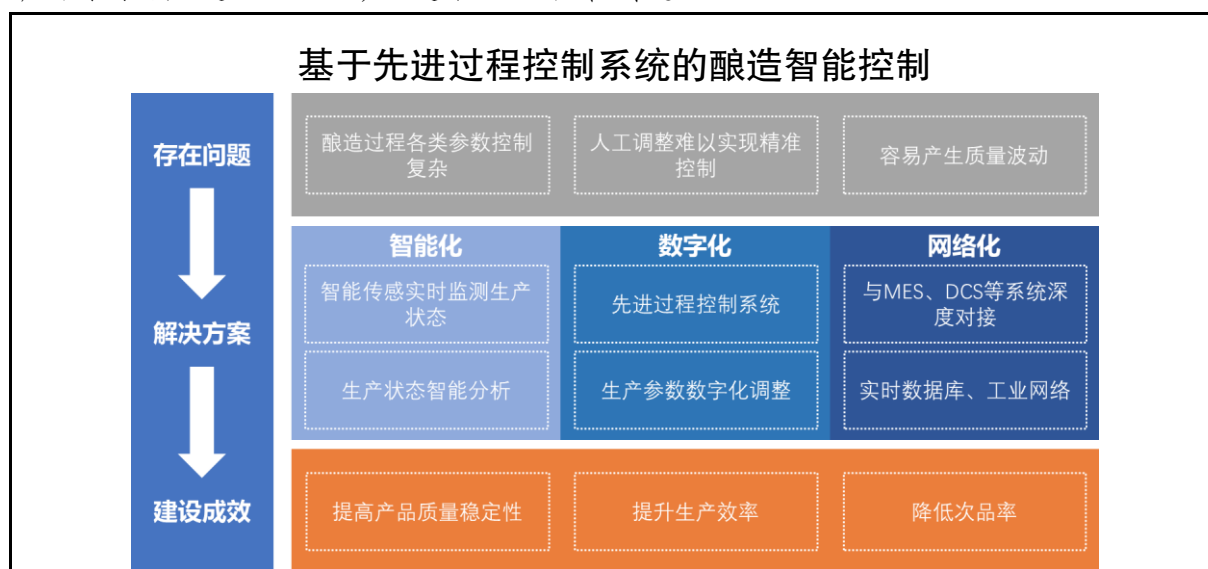 基于先进过程控制系统的酿造智能控制
存在问题
酿造过程各类参数控制
复杂
人工调整难以实现精准
控制
容易产生质量波动
解决方案
智能化
智能传感实时监测生产
状态
生产状态智能分析
数字化
先进过程控制系统
生产参数数字化调整
网络化
与MES、DCS等系统深
度对接
实时数据库、工业网络
建设成效
提高产品质量稳定性
提升生产效率
降低次品率